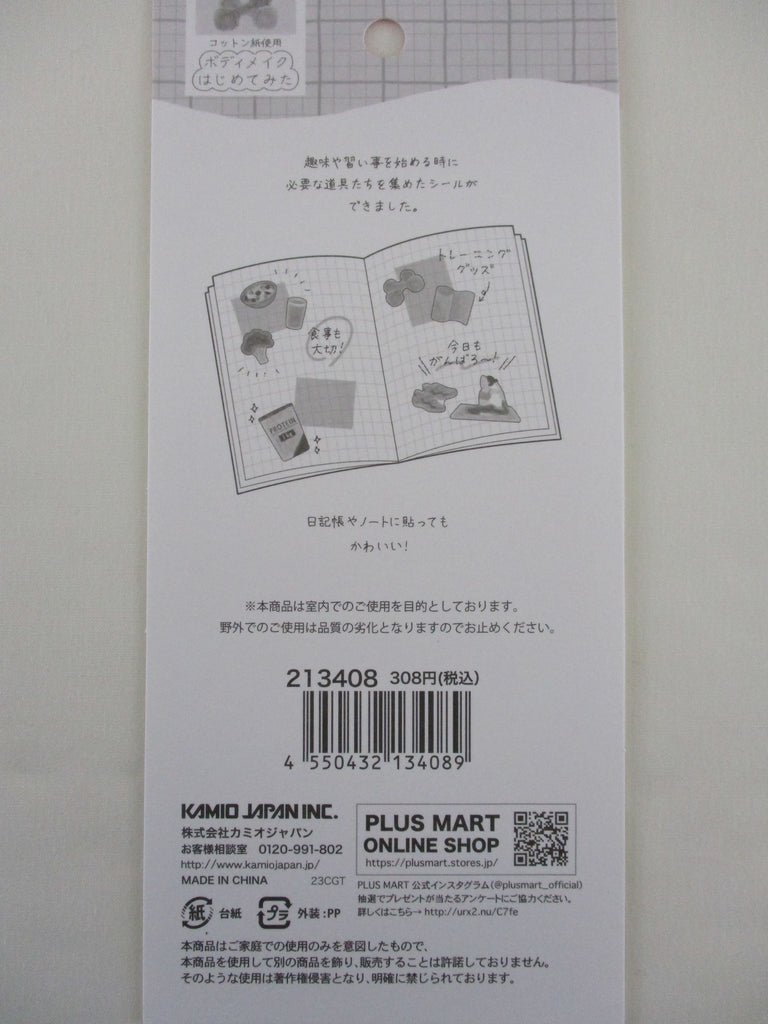 コットン紙使用
ボディメイク
はじめてみた
趣味や習い事を始める時に
必要な道具たちを集めたシールが
できました。
トレーニング
グッズ
食事も
大切!
今日も
がんばろ〜!
PROTEIN
日記帳やノートに貼っても
かわいい!
※本商品は室内でのご使用を目的としております。
野外でのご使用は品質の劣化となりますのでお止めください。
213408 308円(税込)
4 550432 134089
KAMIO JAPAN INC.
株式会社カミオジャパン
お客様相談室 0120-991-802
http://www.kamiojapan.jp/
MADE IN CHINA 23CGT
PLUS MART
ONLINE SHOP
https://plusmart.stores.jp/
PLUS MART 公式インスタグラム(@plusmart_official)
抽選でプレゼントが当たるアンケートにご協力ください。
詳しくはこちら→ http://urx2.nu/C7fe
紙 台紙 プラ 外装:PP
本商品はご家庭での使用のみを意図したもので、
本商品を使用して別の商品を飾り、販売することは許諾しておりません。
そのような使用は著作権侵害となり、明確に禁じられております。